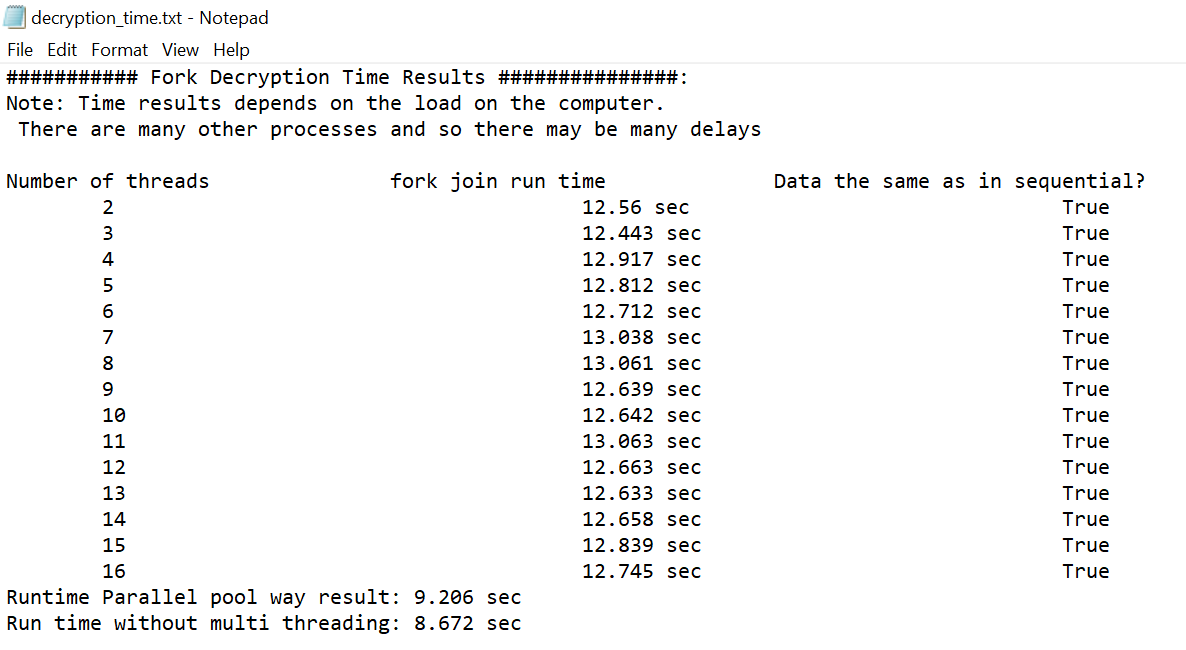 decryption_time.txt - Notepad
File Edit Format View Help
########### Fork Decryption Time Results ###############:
Note: Time results depends on the load on the computer.
There are many other processes and so there may be many delays
Number of threads fork join run time Data the same as in sequential?
2 12.56 sec True
3 12.443 sec True
4 12.917 sec True
5 12.812 sec True
6 12.712 sec True
7 13.038 sec True
8 13.061 sec True
9 12.639 sec True
10 12.642 sec True
11 13.063 sec True
12 12.663 sec True
13 12.633 sec True
14 12.658 sec True
15 12.839 sec True
16 12.745 sec True
Runtime Parallel pool way result: 9.206 sec
Run time without multi threading: 8.672 sec